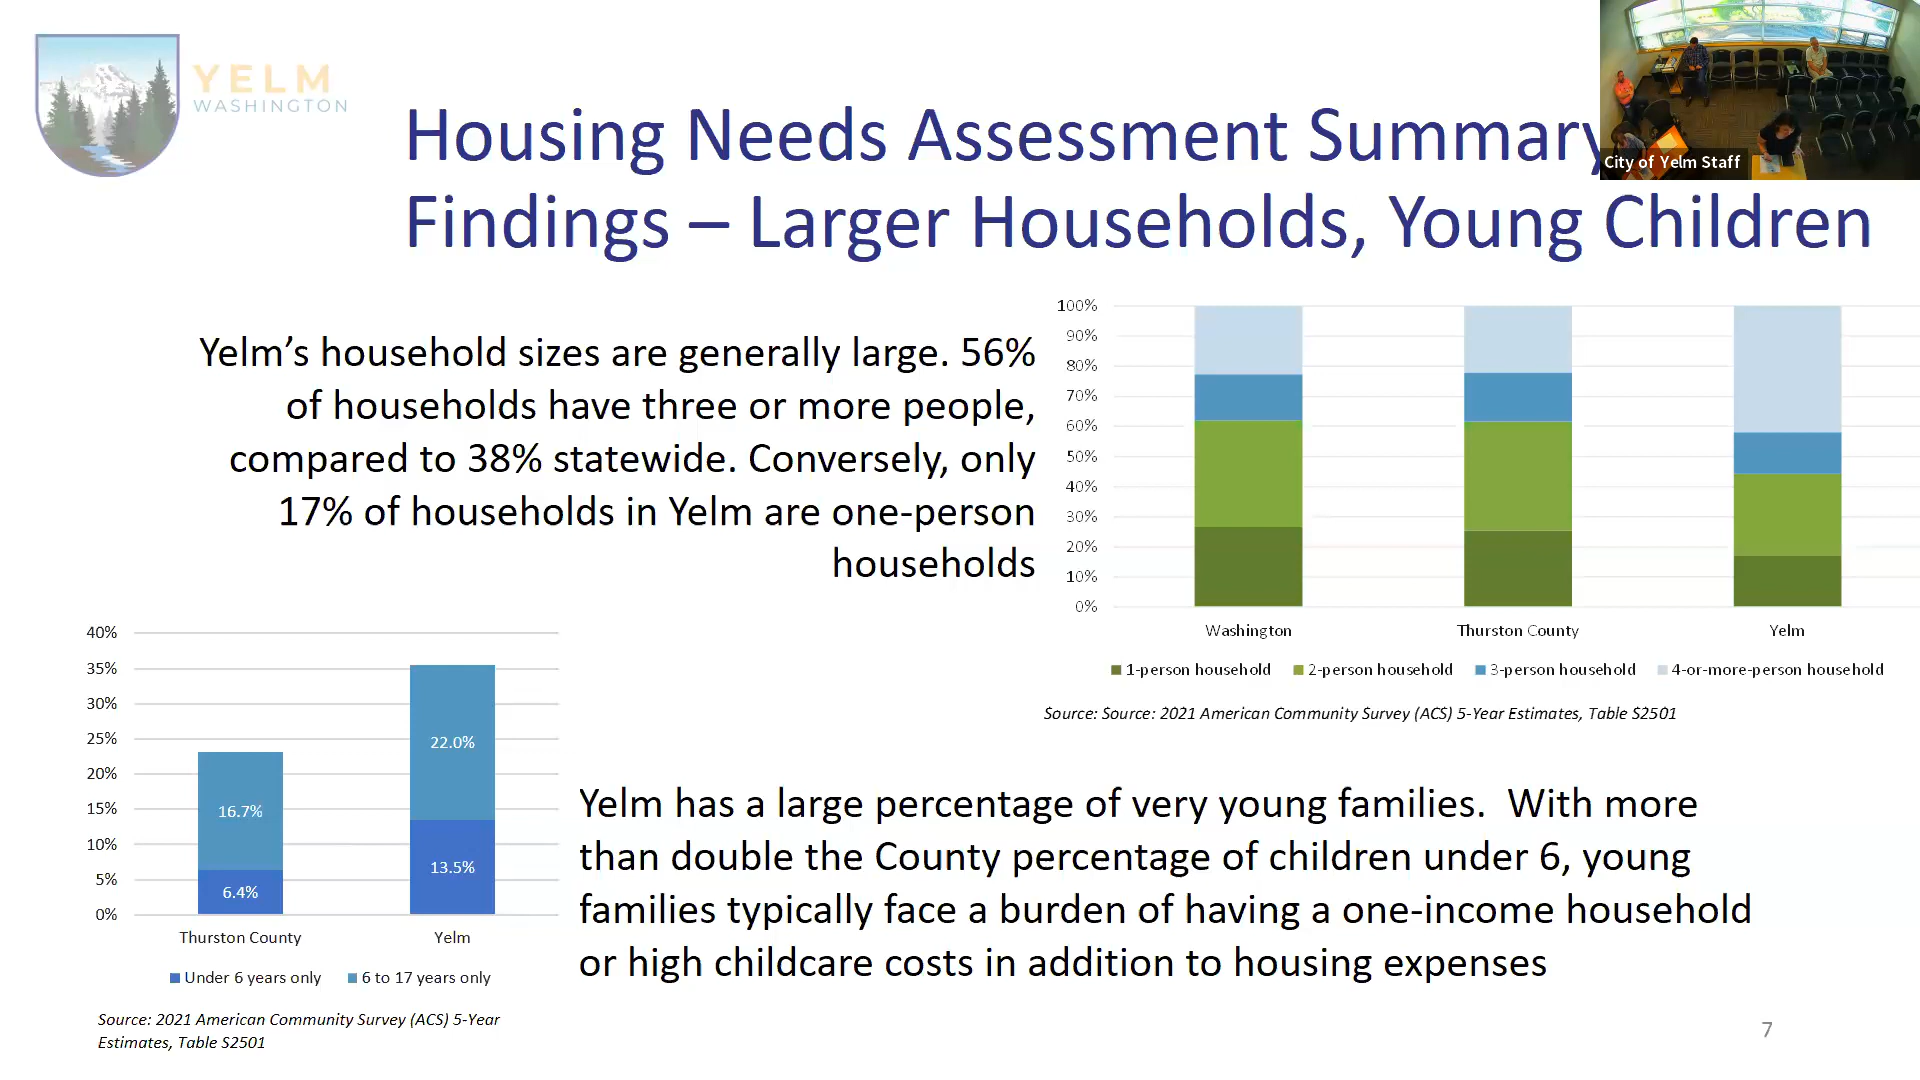 YELM
WASHINGTON
City of Yelm Staff
Housing Needs Assessment Summary
Findings – Larger Households, Young Children
Yelm’s household sizes are generally large. 56%
of households have three or more people,
compared to 38% statewide. Conversely, only
17% of households in Yelm are one-person
households
100%
90%
80%
70%
60%
50%
40%
30%
20%
10%
0%
Washington Thurston County Yelm
1-person household 2-person household 3-person household 4-or-more-person household
Source: Source: 2021 American Community Survey (ACS) 5-Year Estimates, Table S2501
40%
35%
30%
25%
20%
15%
10%
5%
0%
16.7%
6.4%
22.0%
13.5%
Thurston County Yelm
Under 6 years only 6 to 17 years only
Source: 2021 American Community Survey (ACS) 5-Year
Estimates, Table S2501
Yelm has a large percentage of very young families.  With more
than double the County percentage of children under 6, young
families typically face a burden of having a one-income household
or high childcare costs in addition to housing expenses
7